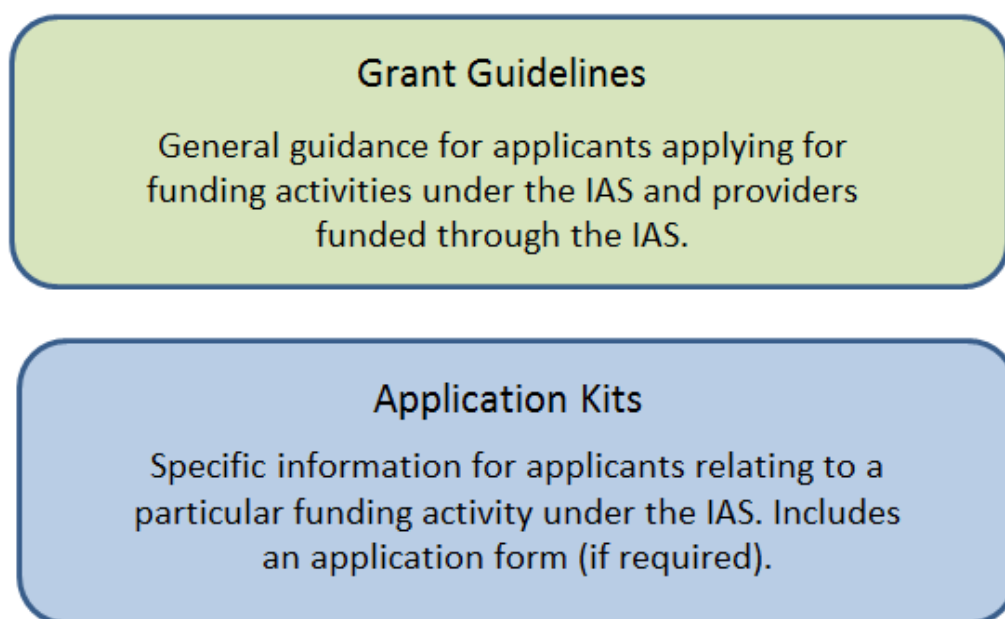 Grant Guidelines
General guidance for applicants applying for
funding activities under the IAS and providers
funded through the IAS.
Application Kits
Specific information for applicants relating to a
particular funding activity under the IAS. Includes
an application form (if required).